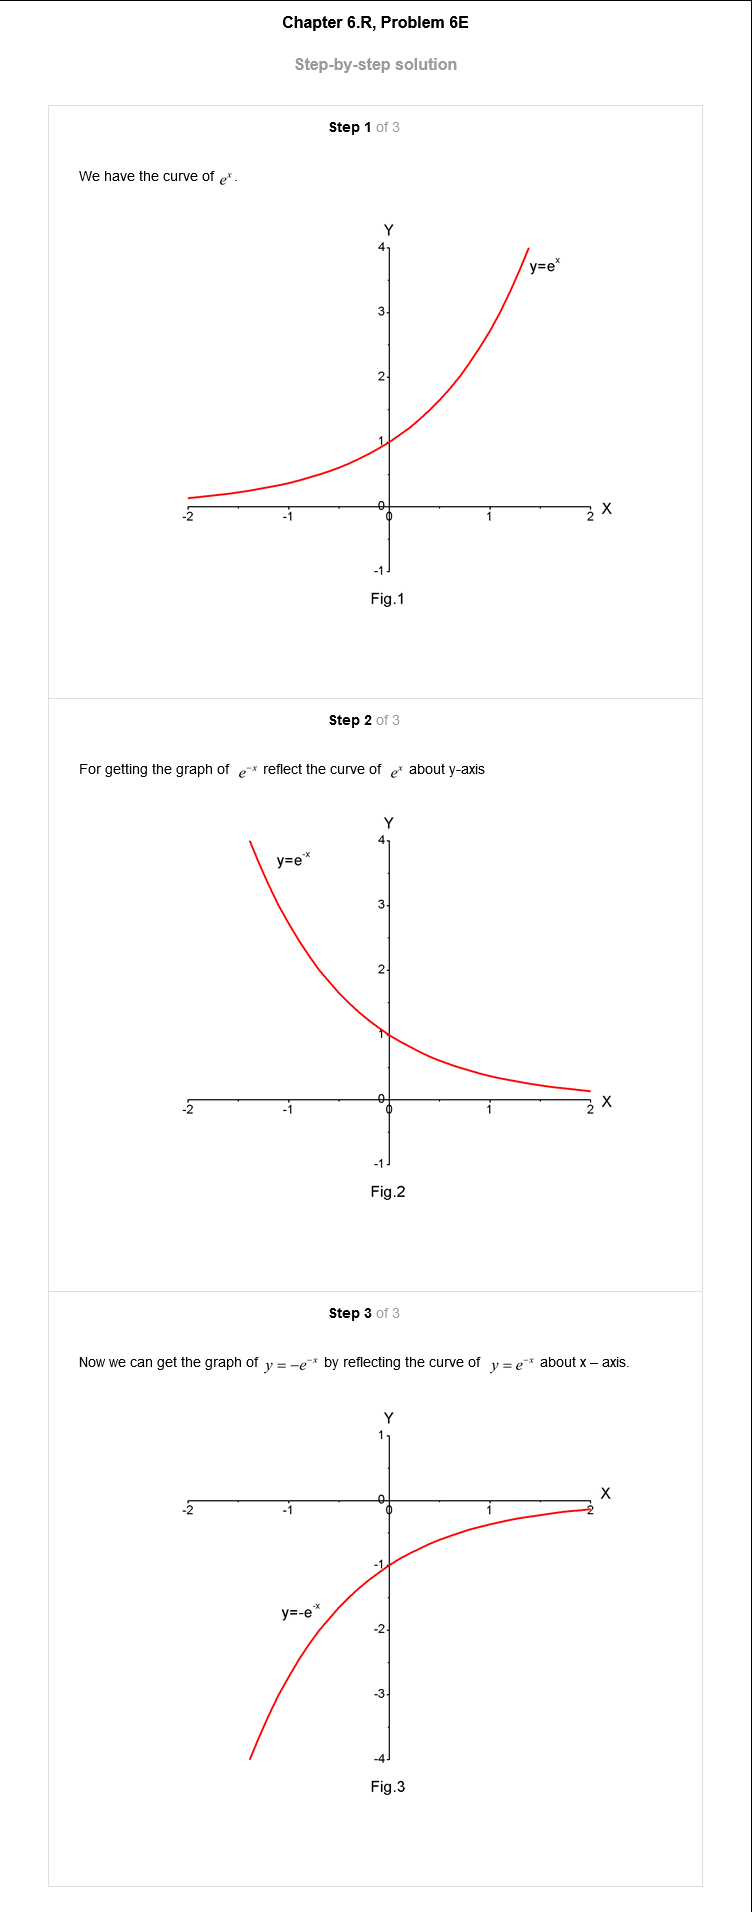 Chapter 6.R, Problem 6E
Step-by-step solution
Step 1 of 3
We have the curve of eˣ.
Y
4
y=eˣ
3
2
1
0
-2 -1 0 1 2 X
-1
Fig.1
Step 2 of 3
For getting the graph of e⁻ˣ reflect the curve of eˣ about y-axis
Y
4
y=e⁻ˣ
3
2
1
0
-2 -1 0 1 2 X
-1
Fig.2
Step 3 of 3
Now we can get the graph of y = −e⁻ˣ by reflecting the curve of y = e⁻ˣ about x – axis.
Y
1
X
0
-2 -1 0 1 2
-1
y=-e⁻ˣ
-2
-3
-4
Fig.3